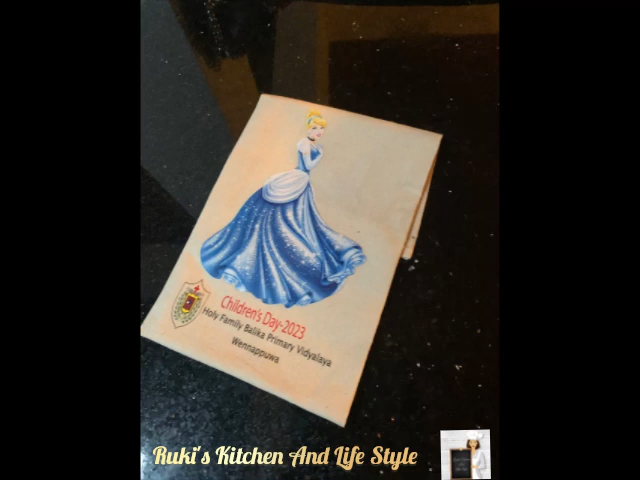 Children's Day-2023
Holy Family Balika Primary Vidyalaya
Wennappuwa
Ruki's Kitchen And Life Style